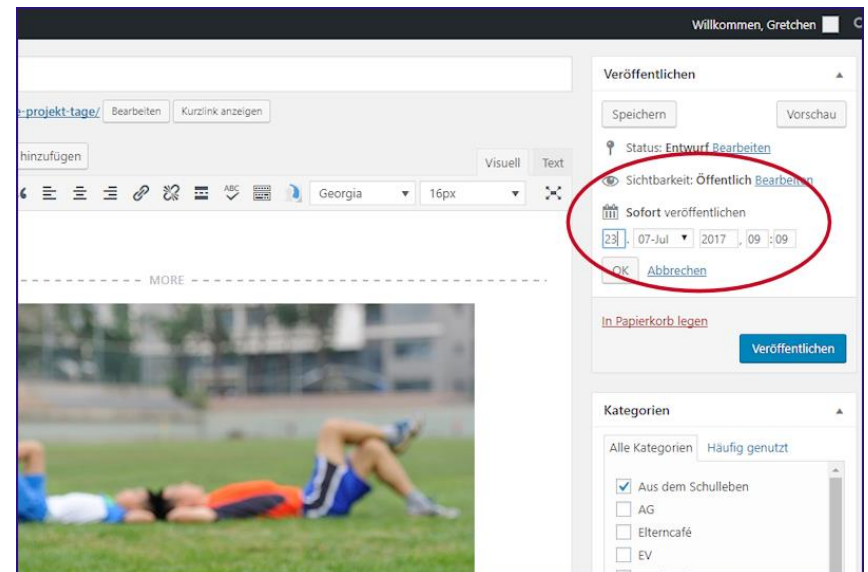 Willkommen, Gretchen
e-projekt-tage/ Bearbeiten Kurzlink anzeigen
hinzufügen
Visuell Text
ABC Georgia 16px
MORE
Veröffentlichen
Speichern Vorschau
Status: Entwurf Bearbeiten
Sichtbarkeit: Öffentlich Bearbeiten
Sofort veröffentlichen
23. 07-Jul 2017, 09:09
OK Abbrechen
In Papierkorb legen
Veröffentlichen
Kategorien
Alle Kategorien Häufig genutzt
Aus dem Schulleben
AG
Elterncafé
EV